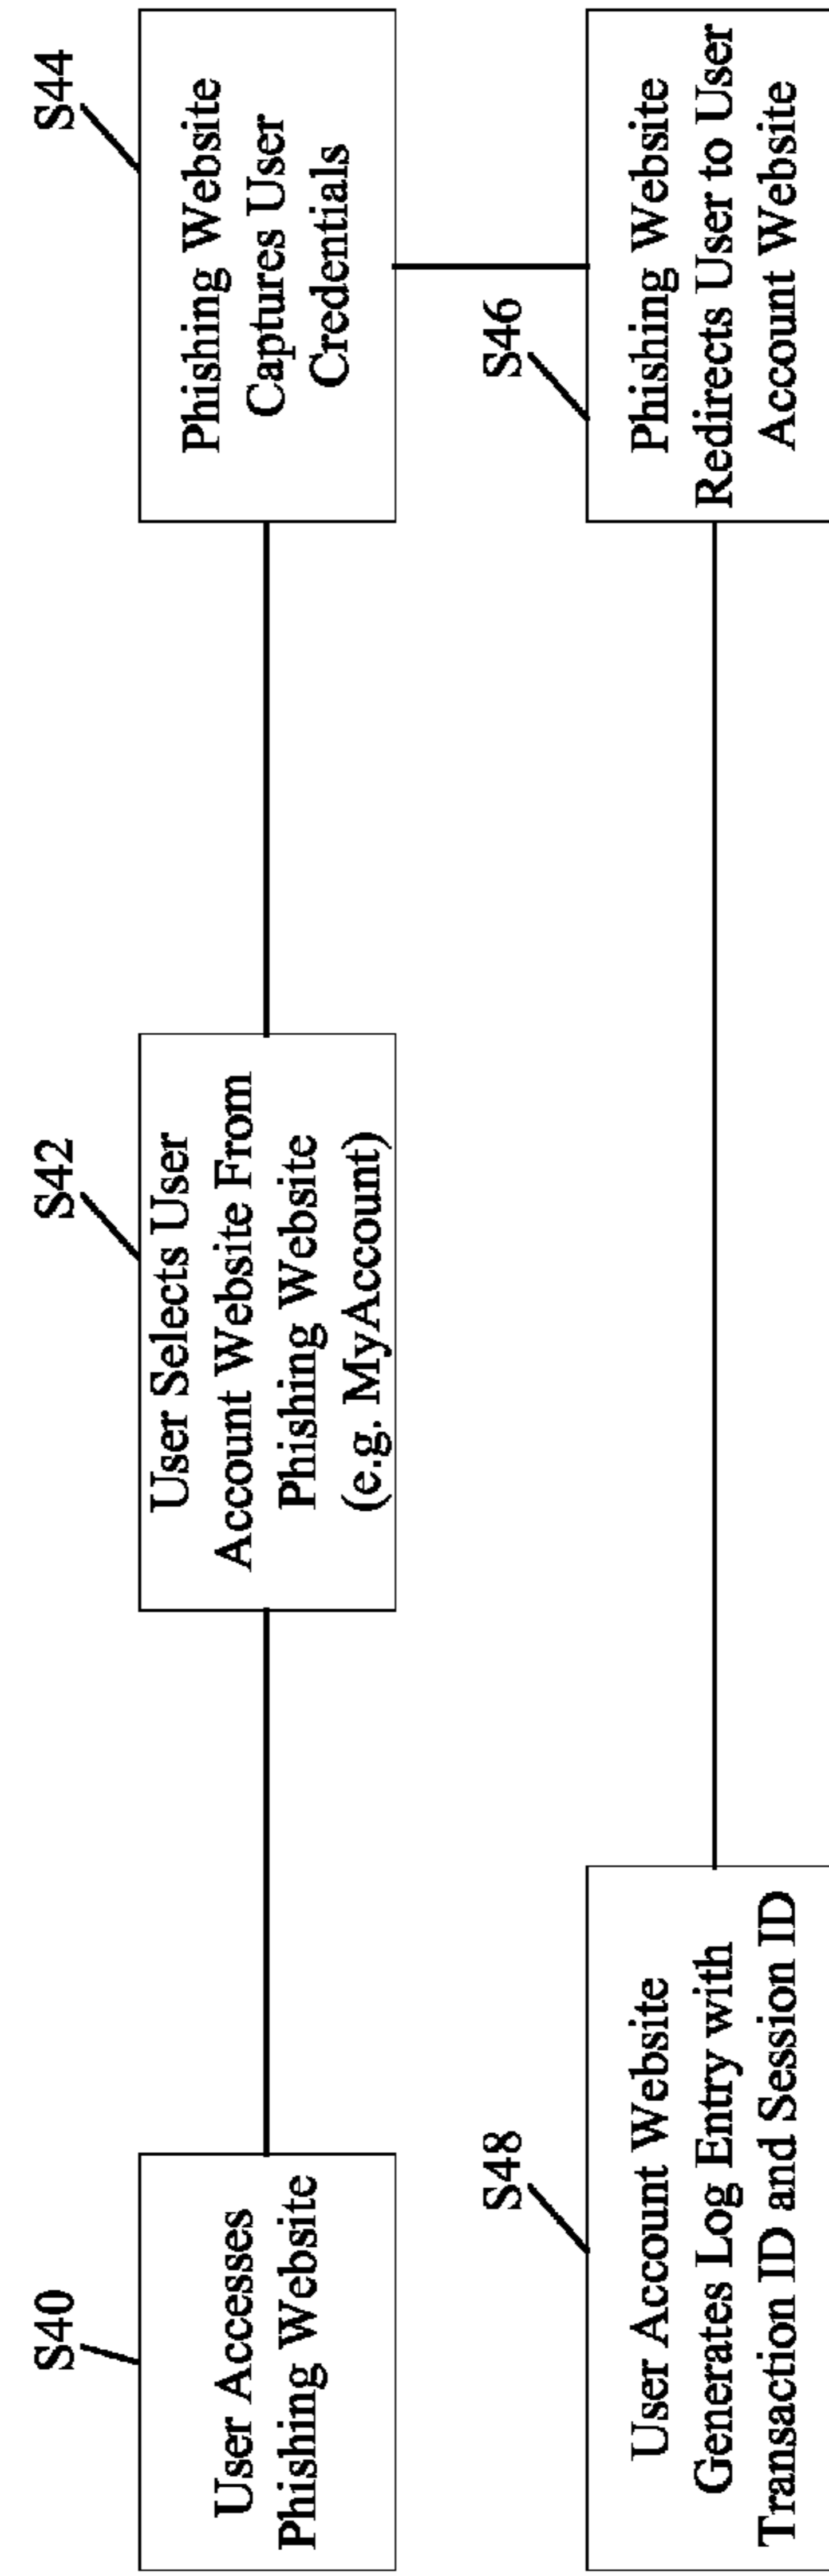 S40
User Accesses
Phishing Website
S42
User Selects User
Account Website From
Phishing Website
(e.g. MyAccount)
S44
Phishing Website
Captures User
Credentials
S46
Phishing Website
Redirects User to User
Account Website
S48
User Account Website
Generates Log Entry with
Transaction ID and Session ID